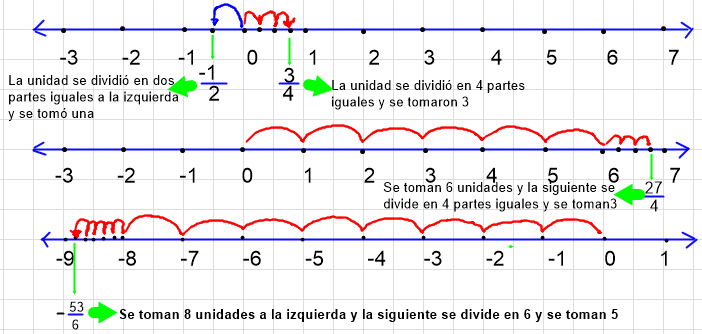 -3 -2 -1 0 1 2 3 4 5 6 7
La unidad se dividió en dos
partes iguales a la izquierda
y se tomó una
-1
2
3
4
La unidad se dividió en 4 partes
iguales y se tomaron 3
-3 -2 -1 0 1 2 3 4 5 6 7
Se toman 6 unidades y la siguiente se
divide en 4 partes iguales y se toman3
27
4
-9 -8 -7 -6 -5 -4 -3 -2 -1 0 1
- 53
6
Se toman 8 unidades a la izquierda y la siguiente se divide en 6 y se toman 5